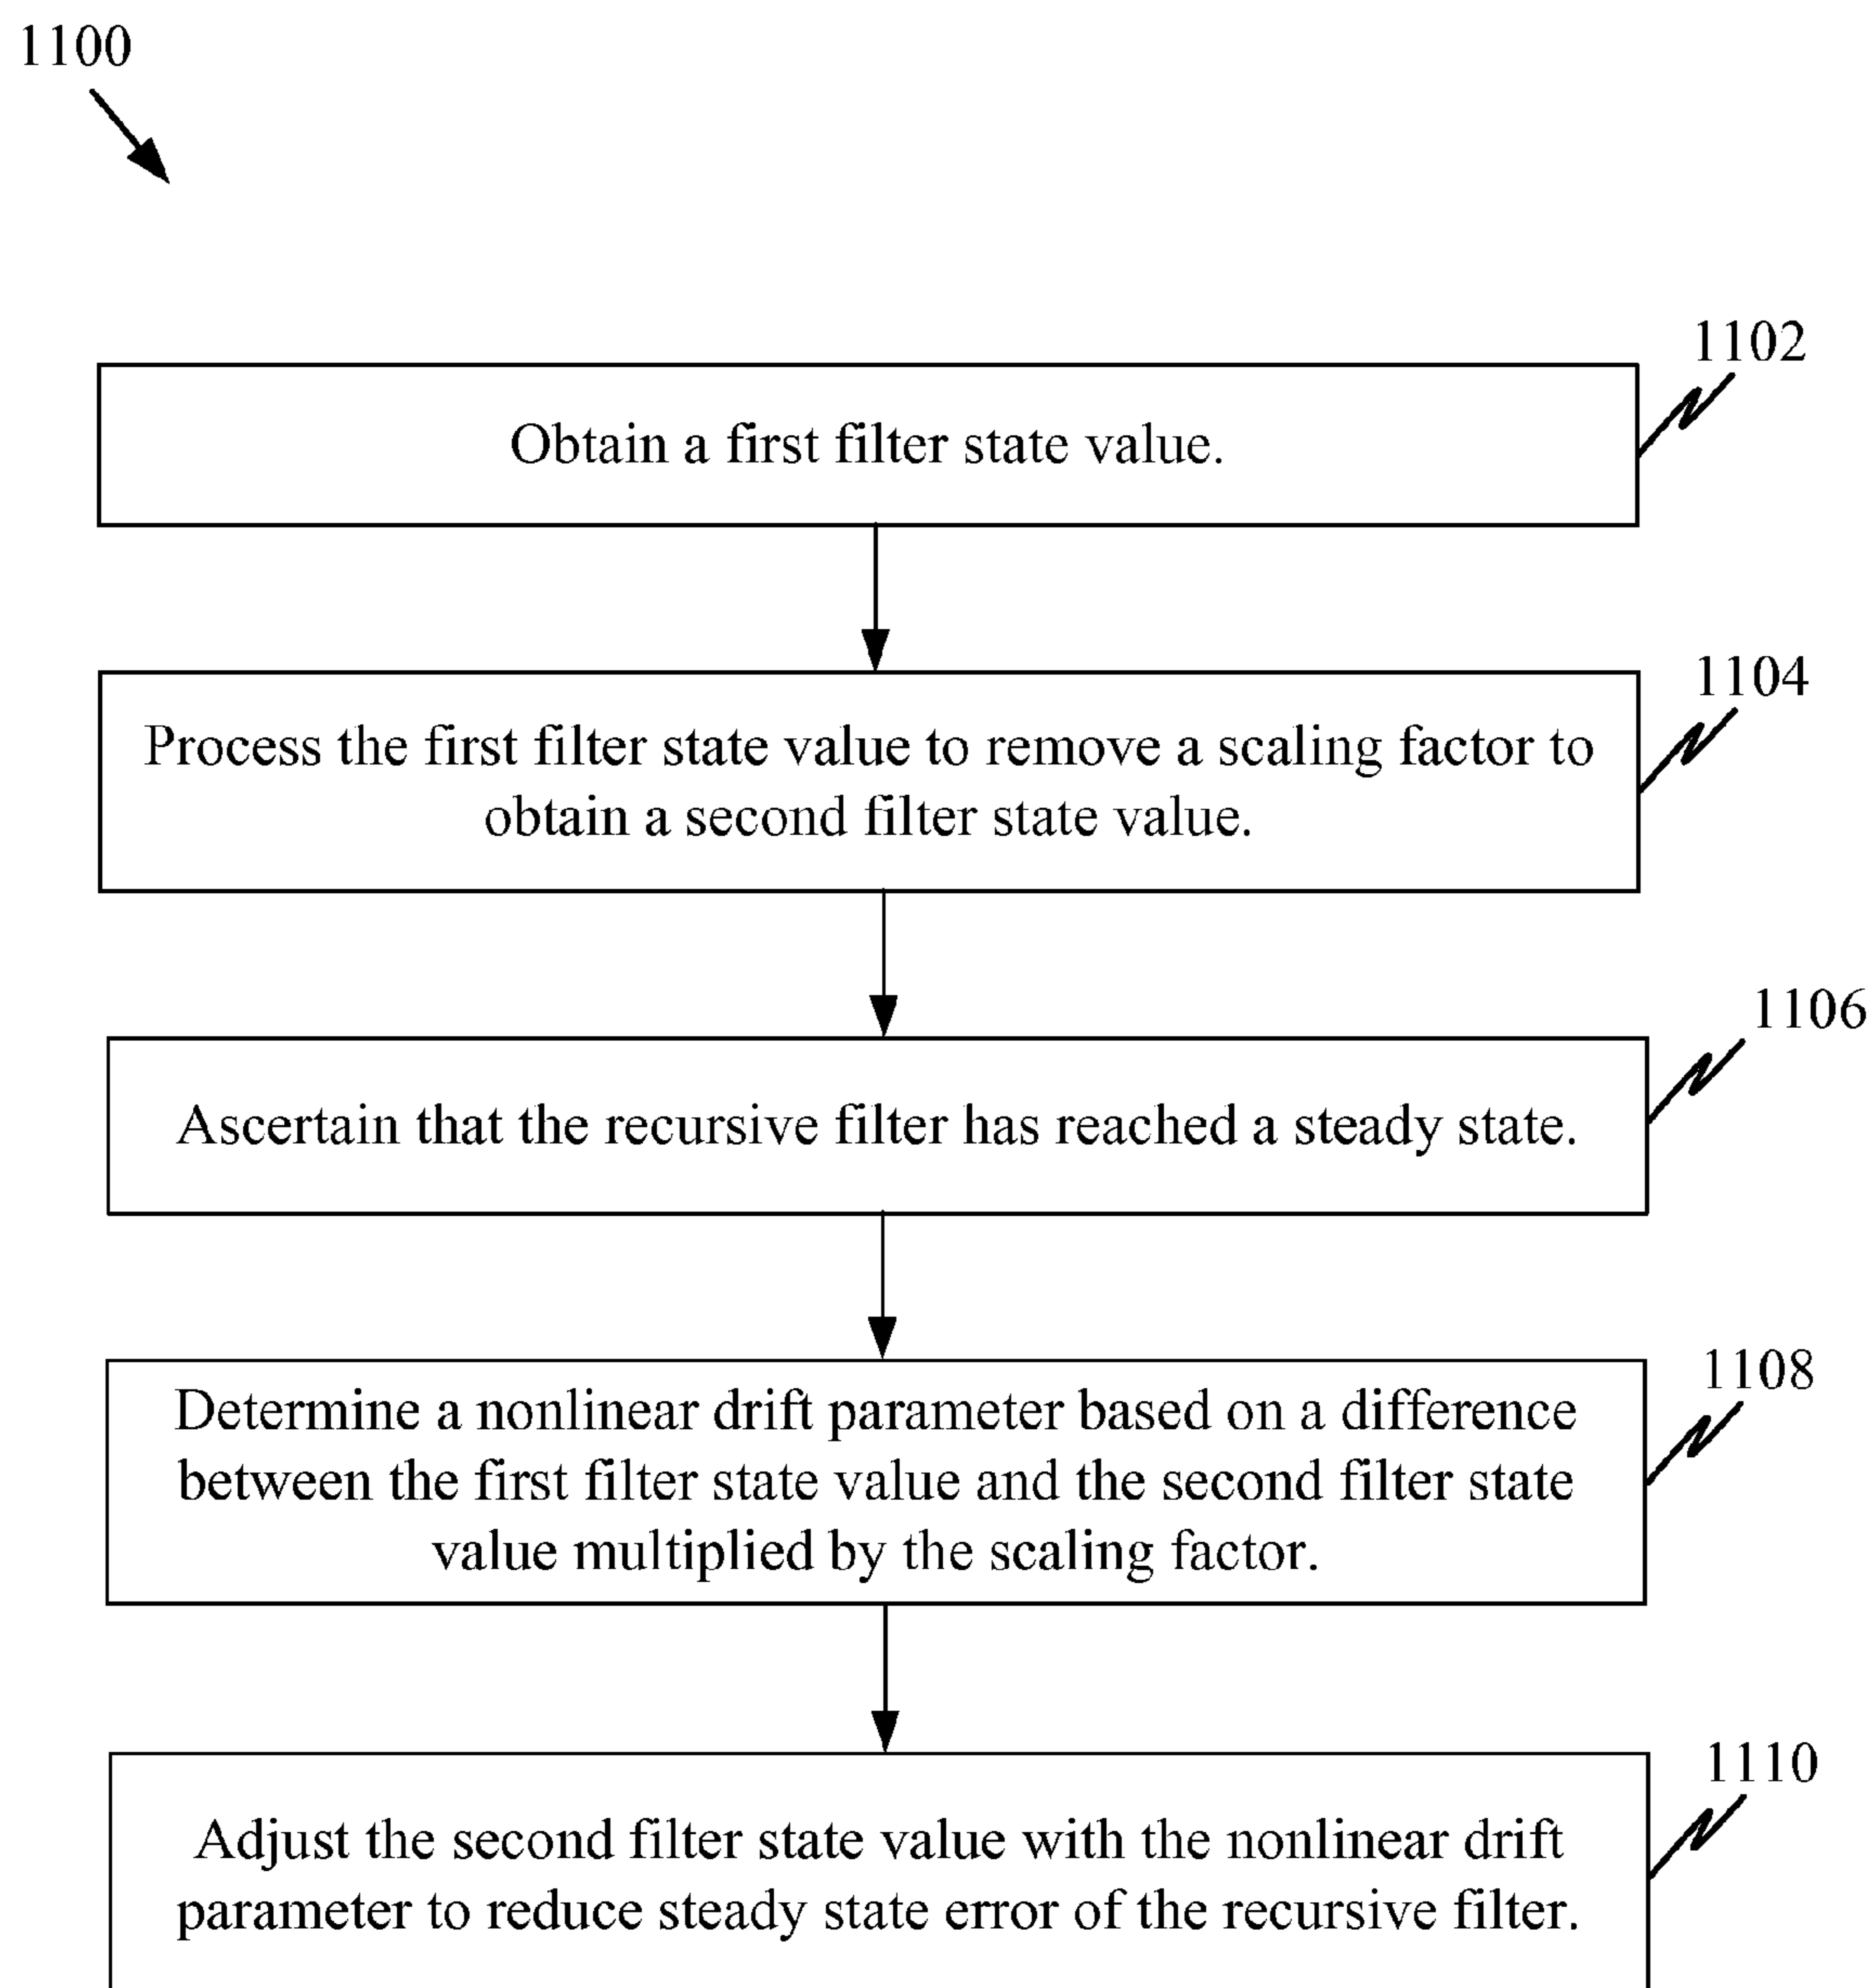 1100
1102
Obtain a first filter state value.
1104
Process the first filter state value to remove a scaling factor to
obtain a second filter state value.
1106
Ascertain that the recursive filter has reached a steady state.
1108
Determine a nonlinear drift parameter based on a difference
between the first filter state value and the second filter state
value multiplied by the scaling factor.
1110
Adjust the second filter state value with the nonlinear drift
parameter to reduce steady state error of the recursive filter.